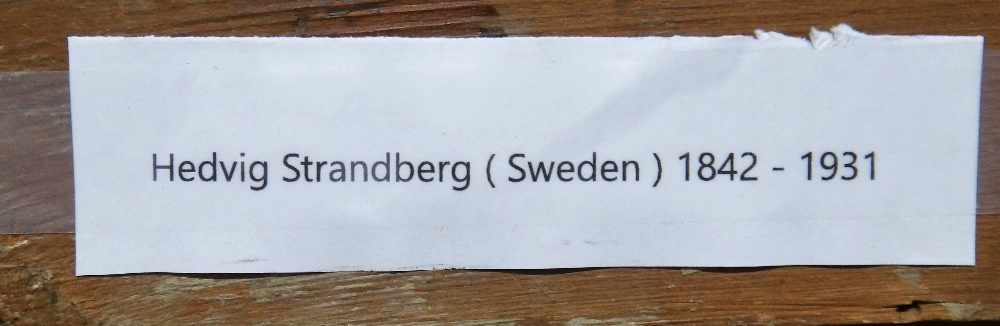 Hedvig Strandberg ( Sweden ) 1842 - 1931